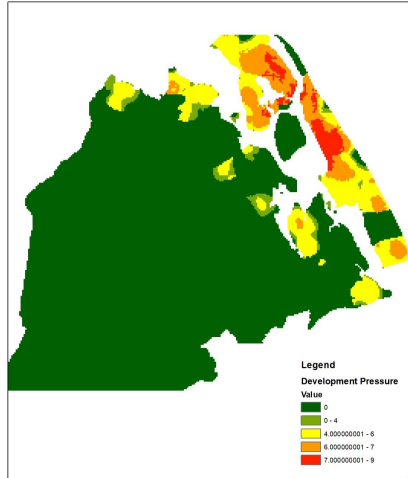 Legend
Development Pressure
Value
0
0 - 4
4.000000001 - 6
6.000000001 - 7
7.000000001 - 9